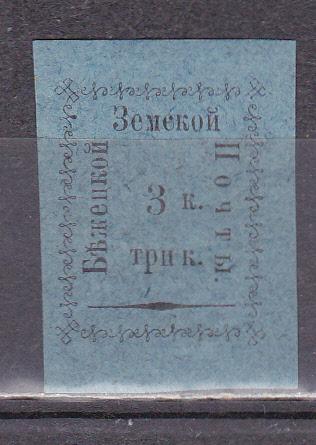 Бѣжецкой
Земской
Почты.
3 к.
три к.